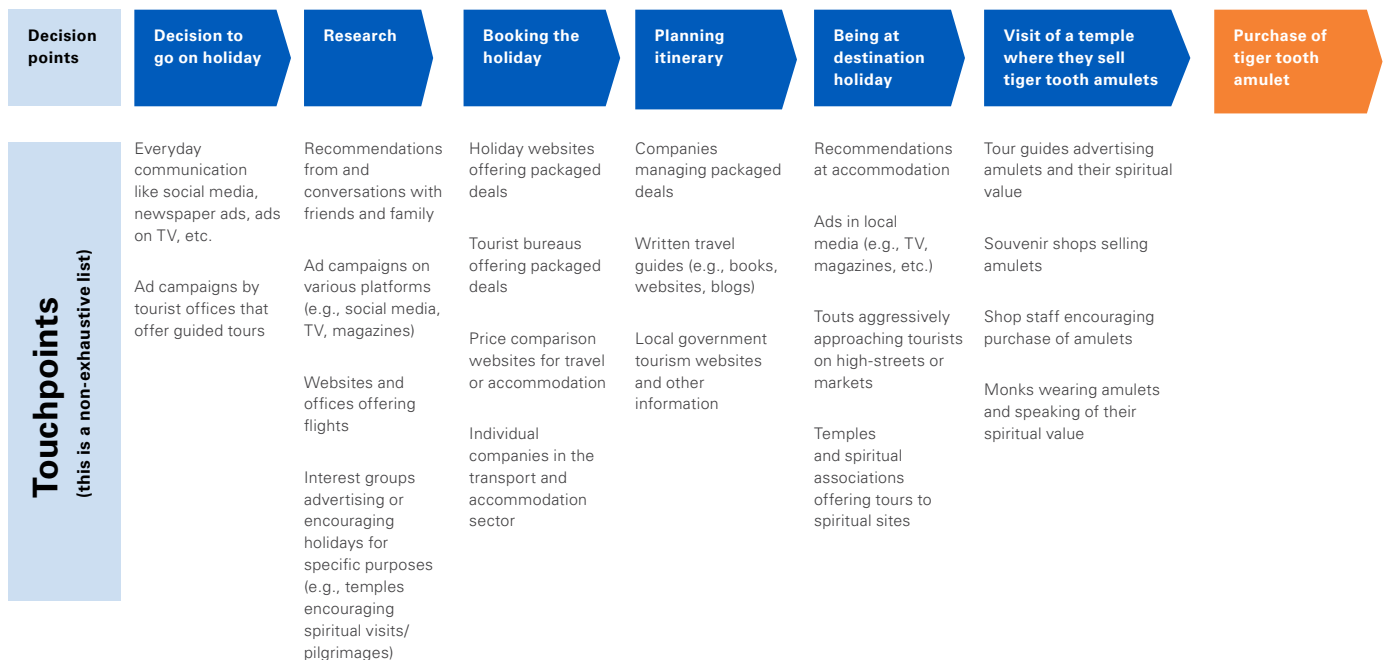 Decision
points
Decision to
go on holiday
Research
Booking the
holiday
Planning
itinerary
Being at
destination
holiday
Visit of a temple
where they sell
tiger tooth amulets
Purchase of
tiger tooth
amulet
Touchpoints
(this is a non-exhaustive list)
Everyday
communication
like social media,
newspaper ads, ads
on TV, etc.
Ad campaigns by
tourist offices that
offer guided tours
Recommendations
from and
conversations with
friends and family
Ad campaigns on
various platforms
(e.g., social media,
TV, magazines)
Websites and
offices offering
flights
Interest groups
advertising or
encouraging
holidays for
specific purposes
(e.g., temples
encouraging
spiritual visits/
pilgrimages)
Holiday websites
offering packaged
deals
Tourist bureaus
offering packaged
deals
Price comparison
websites for travel
or accommodation
Individual
companies in the
transport and
accommodation
sector
Companies
managing packaged
deals
Written travel
guides (e.g., books,
websites, blogs)
Local government
tourism websites
and other
information
Recommendations
at accommodation
Ads in local
media (e.g., TV,
magazines, etc.)
Touts aggressively
approaching tourists
on high-streets or
markets
Temples
and spiritual
associations
offering tours to
spiritual sites
Tour guides advertising
amulets and their spiritual
value
Souvenir shops selling
amulets
Shop staff encouraging
purchase of amulets
Monks wearing amulets
and speaking of their
spiritual value